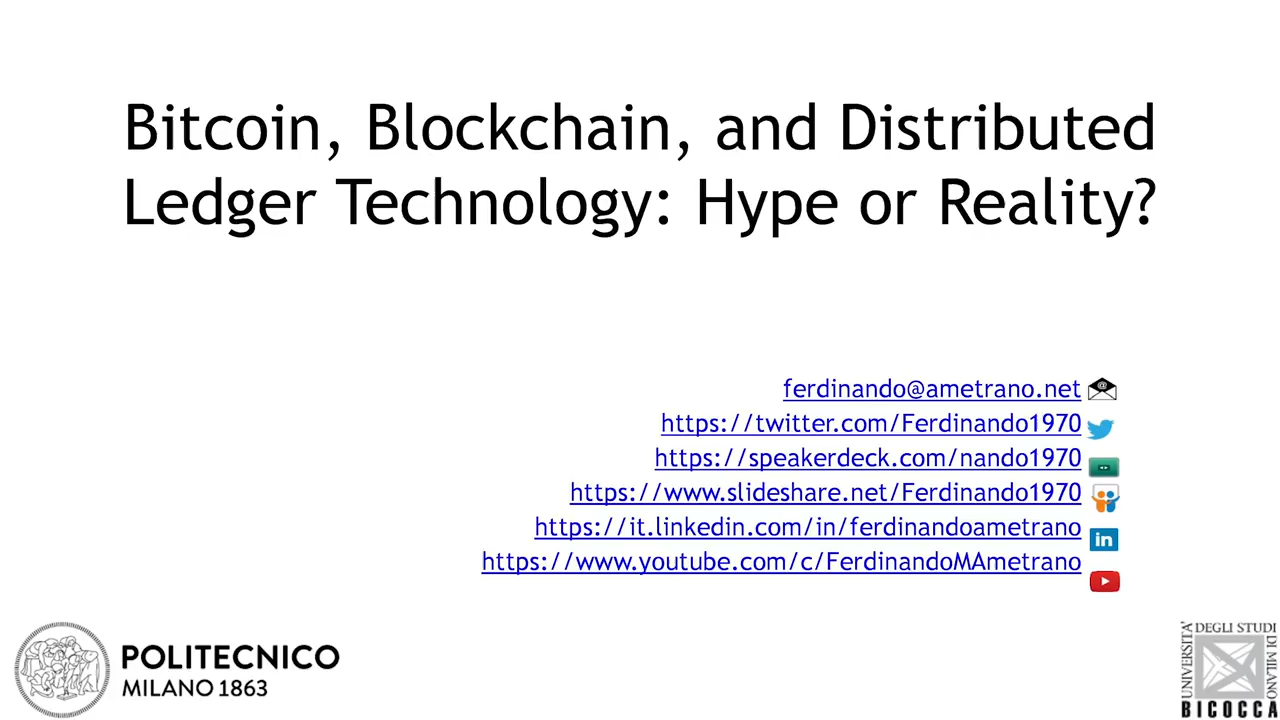 Bitcoin, Blockchain, and Distributed
Ledger Technology: Hype or Reality?
ferdinando@ametrano.net
https://twitter.com/Ferdinando1970
https://speakerdeck.com/nando1970
https://www.slideshare.net/Ferdinando1970
https://it.linkedin.com/in/ferdinandoametrano
https://www.youtube.com/c/FerdinandoMAmetrano
POLITECNICO
MILANO 1863
UNIVERSITA'
DEGLI STUDI
DI MILANO
BICOCCA